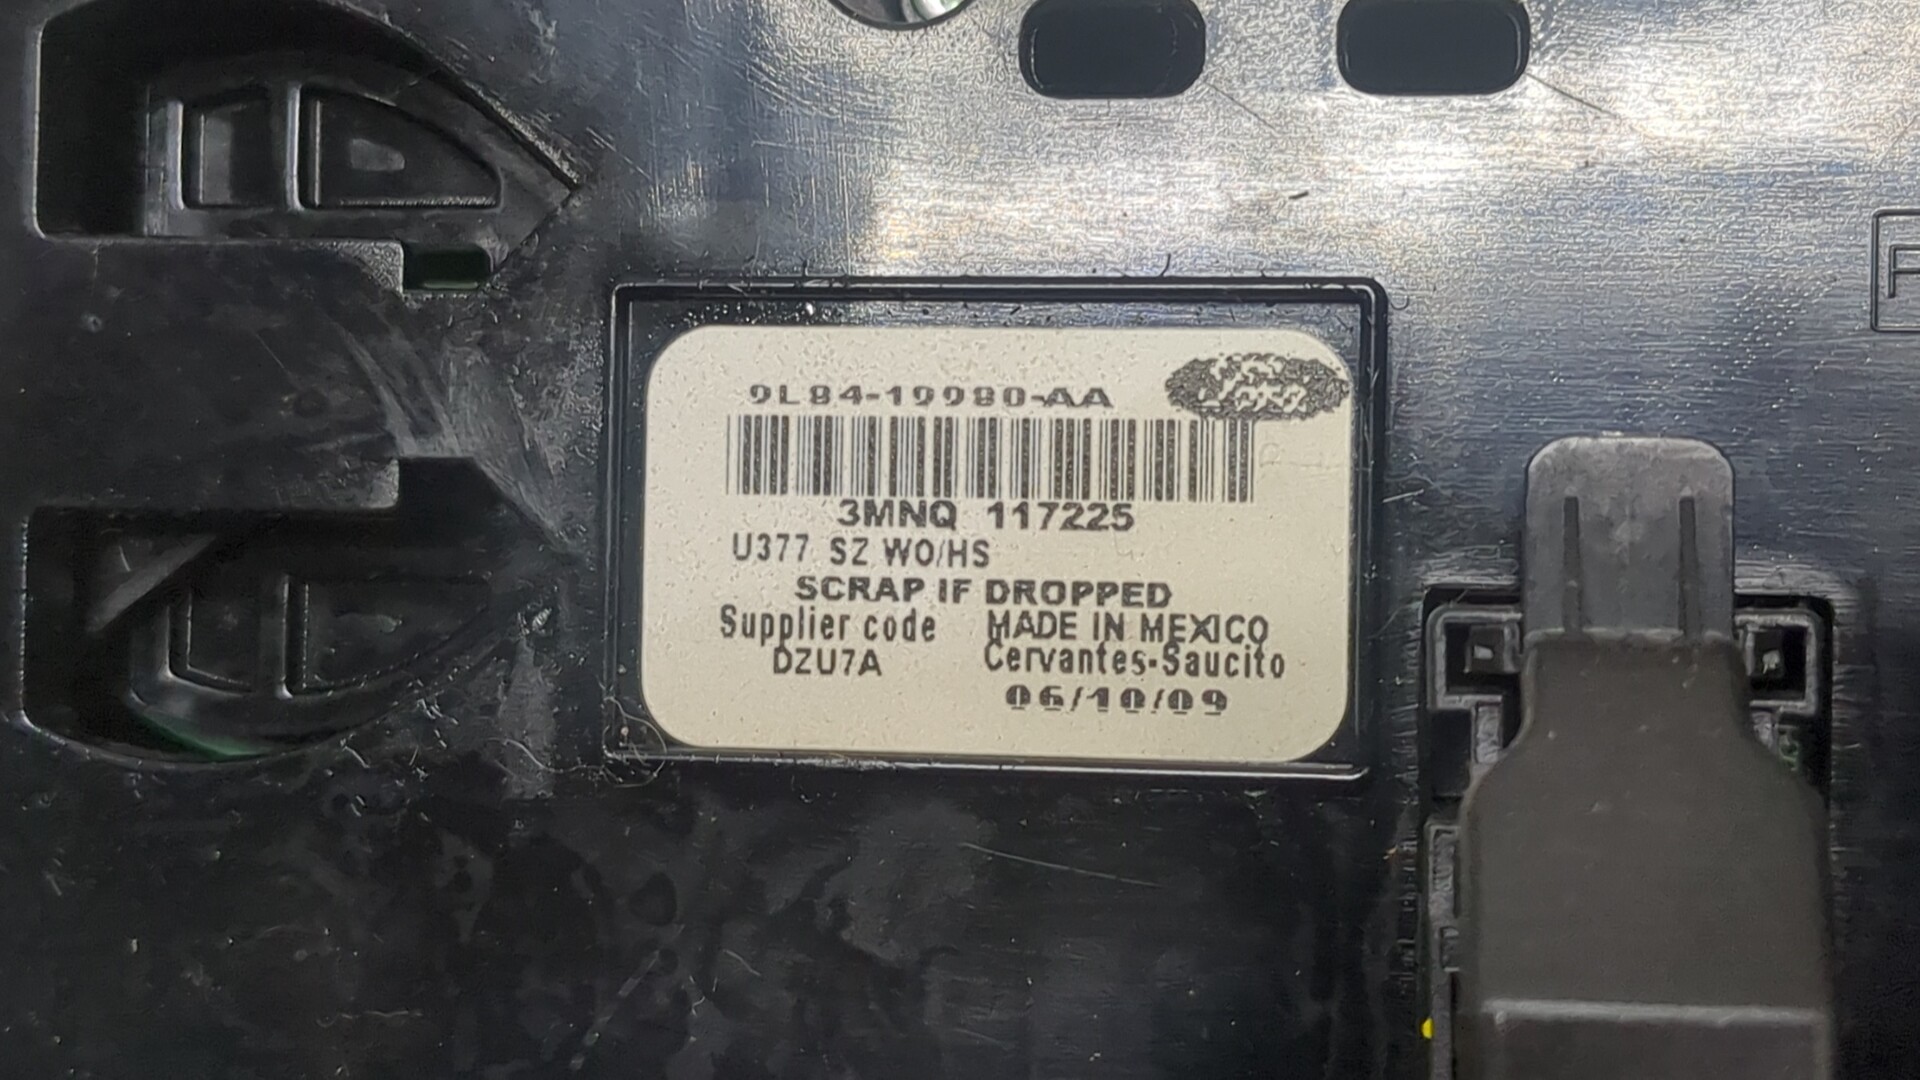 9L84-19980-AA
3MNQ 117225
U377 SZ WO/HS
SCRAP IF DROPPED
Supplier code MADE IN MEXICO
DZU7A Cervantes-Saucito
06/10/09